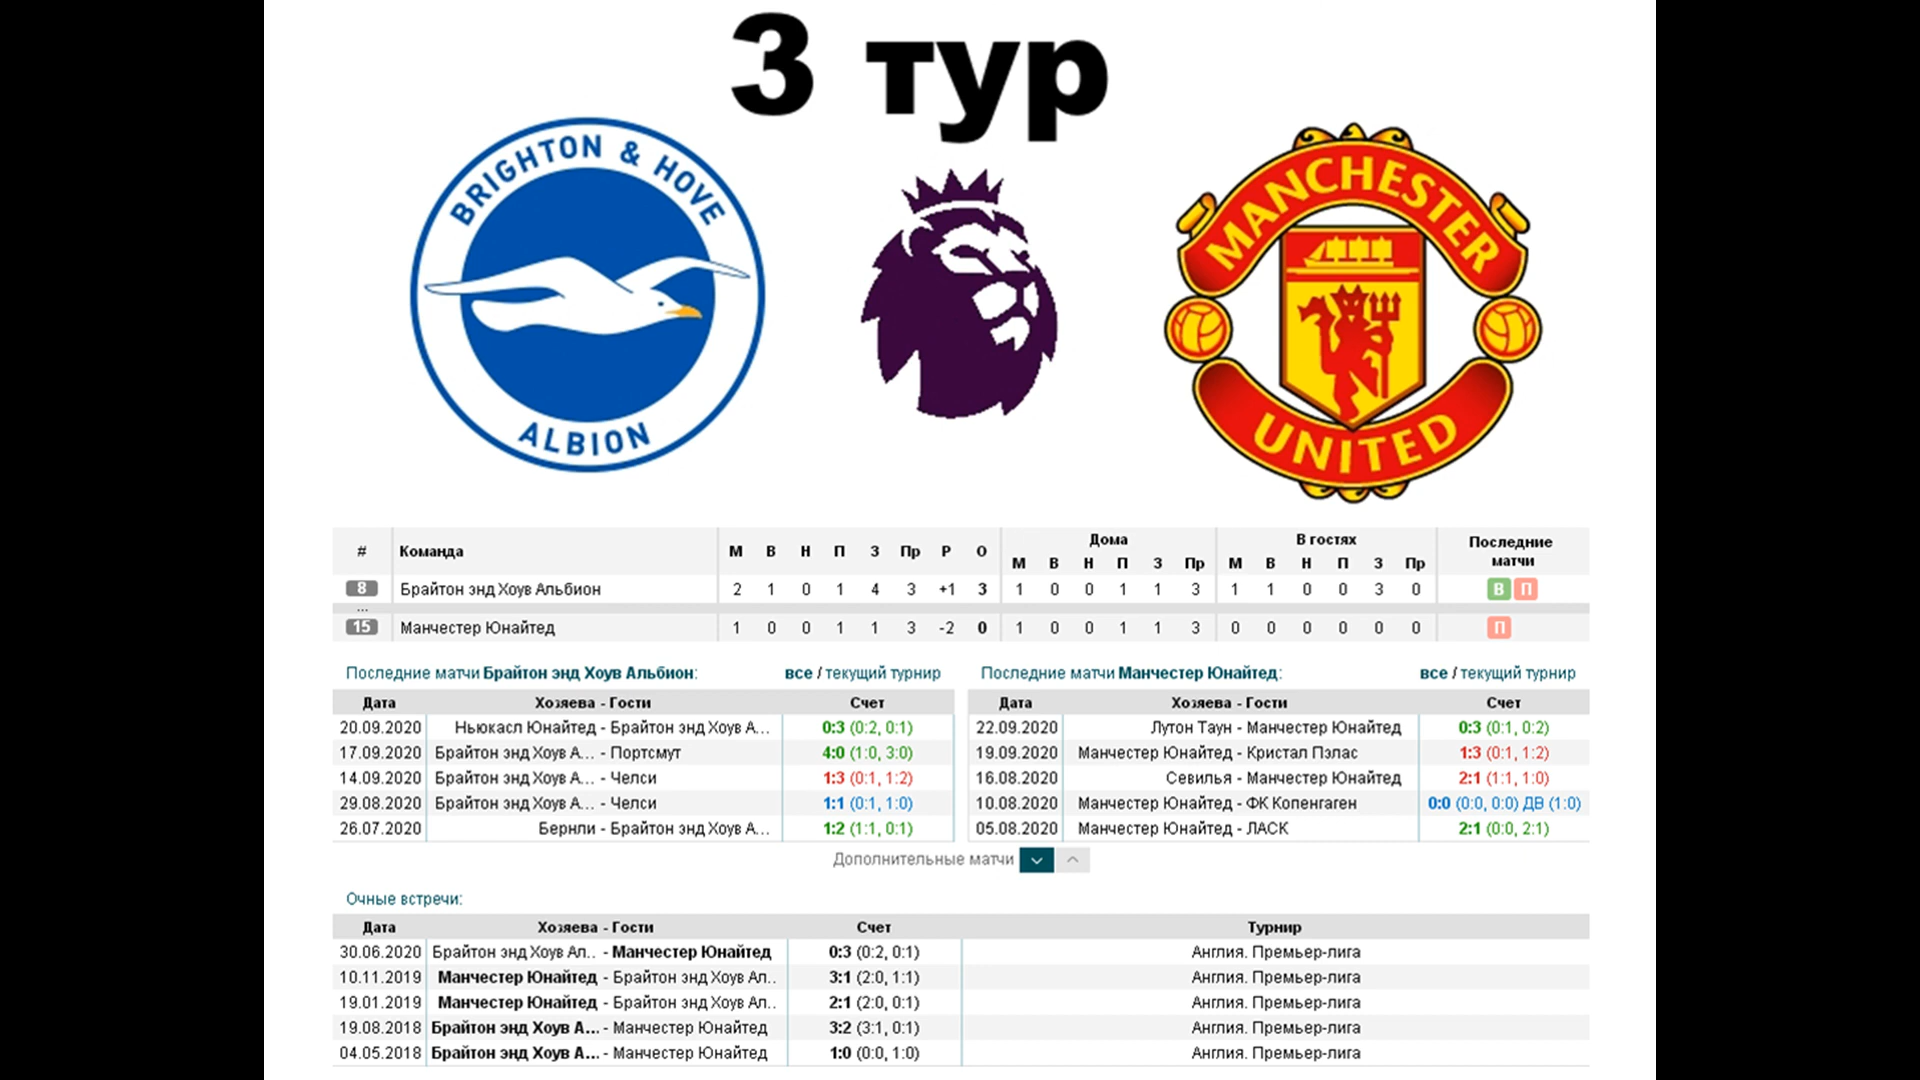 3 тур
BRIGHTON & HOVE
ALBION
MANCHESTER
UNITED
# Команда М В Н П З Пр Р О Дома М В Н П З Пр В гостях М В Н П З Пр Последние матчи
8 Брайтон энд Хоув Альбион 2 1 0 1 4 3 +1 3 1 0 0 1 1 3 1 1 0 0 3 0 В П
...
15 Манчестер Юнайтед 1 0 0 1 1 3 -2 0 1 0 0 1 1 3 0 0 0 0 0 0 П
Последние матчи Брайтон энд Хоув Альбион: все / текущий турнир
Дата Хозяева - Гости Счет
20.09.2020 Ньюкасл Юнайтед - Брайтон энд Хоув А... 0:3 (0:2, 0:1)
17.09.2020 Брайтон энд Хоув А... - Портсмут 4:0 (1:0, 3:0)
14.09.2020 Брайтон энд Хоув А... - Челси 1:3 (0:1, 1:2)
29.08.2020 Брайтон энд Хоув А... - Челси 1:1 (0:1, 1:0)
26.07.2020 Бернли - Брайтон энд Хоув А... 1:2 (1:1, 0:1)
Последние матчи Манчестер Юнайтед: все / текущий турнир
Дата Хозяева - Гости Счет
22.09.2020 Лутон Таун - Манчестер Юнайтед 0:3 (0:1, 0:2)
19.09.2020 Манчестер Юнайтед - Кристал Пэлас 1:3 (0:1, 1:2)
16.08.2020 Севилья - Манчестер Юнайтед 2:1 (1:1, 1:0)
10.08.2020 Манчестер Юнайтед - ФК Копенгаген 0:0 (0:0, 0:0) ДВ (1:0)
05.08.2020 Манчестер Юнайтед - ЛАСК 2:1 (0:0, 2:1)
Дополнительные матчи
Очные встречи:
Дата Хозяева - Гости Счет Турнир
30.06.2020 Брайтон энд Хоув Ал.. - Манчестер Юнайтед 0:3 (0:2, 0:1) Англия. Премьер-лига
10.11.2019 Манчестер Юнайтед - Брайтон энд Хоув Ал.. 3:1 (2:0, 1:1) Англия. Премьер-лига
19.01.2019 Манчестер Юнайтед - Брайтон энд Хоув Ал.. 2:1 (2:0, 0:1) Англия. Премьер-лига
19.08.2018 Брайтон энд Хоув А... - Манчестер Юнайтед 3:2 (3:1, 0:1) Англия. Премьер-лига
04.05.2018 Брайтон энд Хоув А... - Манчестер Юнайтед 1:0 (0:0, 1:0) Англия. Премьер-лига